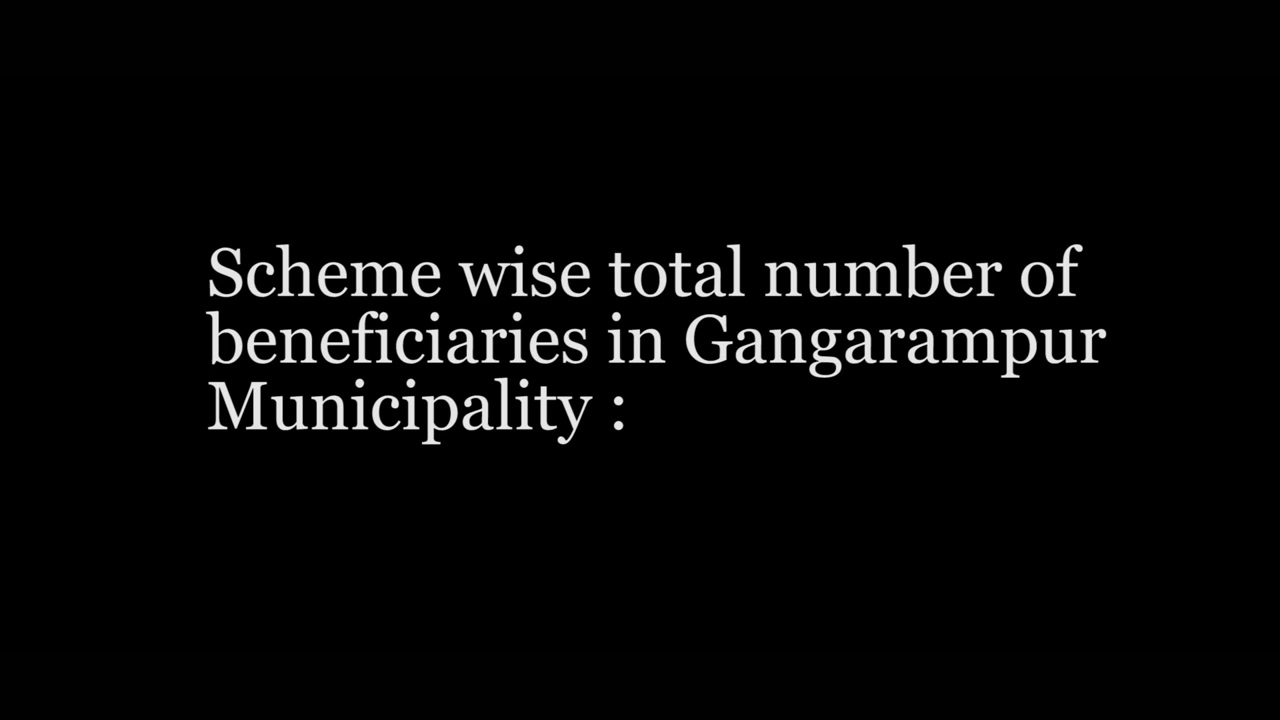 Scheme wise total number of
beneficiaries in Gangarampur
Municipality :